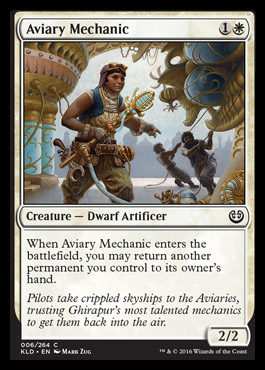 Aviary Mechanic 1
Creature — Dwarf Artificer
When Aviary Mechanic enters the
battlefield, you may return another
permanent you control to its owner's
hand.
Pilots take crippled skyships to the Aviaries,
trusting Ghirapur's most talented mechanics
to get them back into the air.
2/2
006/264 C
KLD • EN MARK ZUG
™ & © 2016 Wizards of the Coast